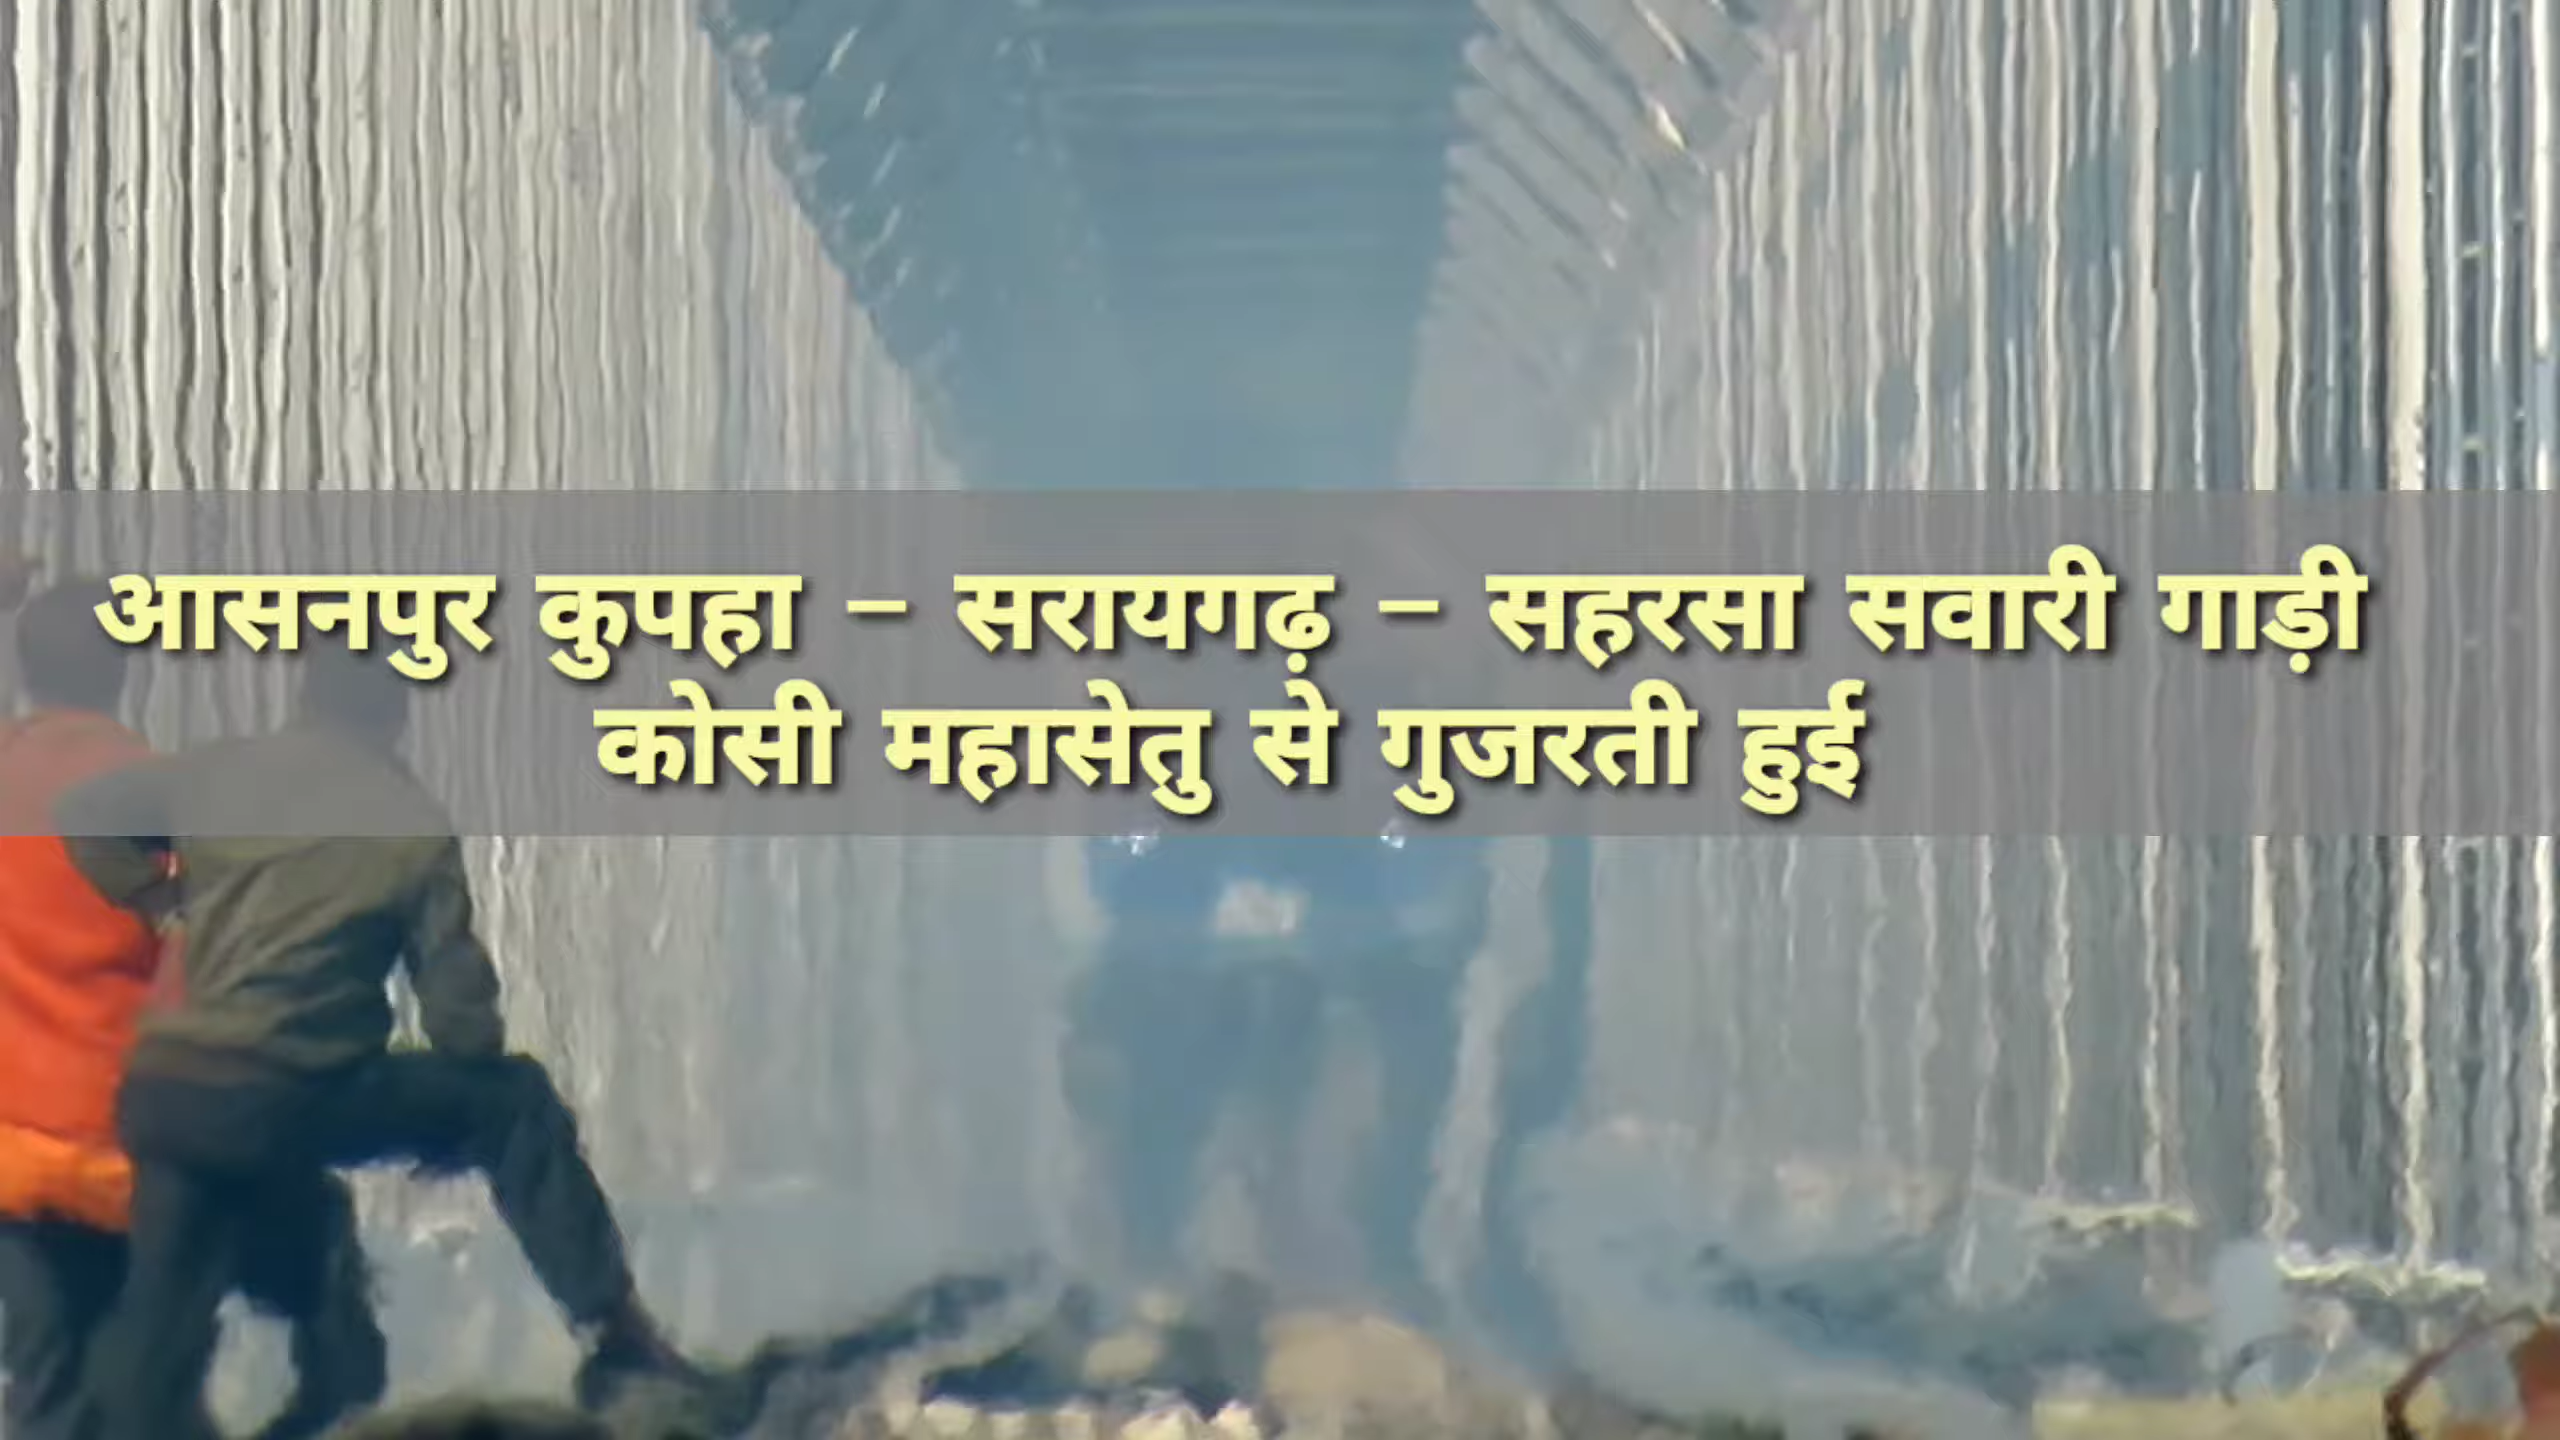 आसनपुर कुपहा – सरायगढ़ – सहरसा सवारी गाड़ी
कोसी महासेतु से गुजरती हुई